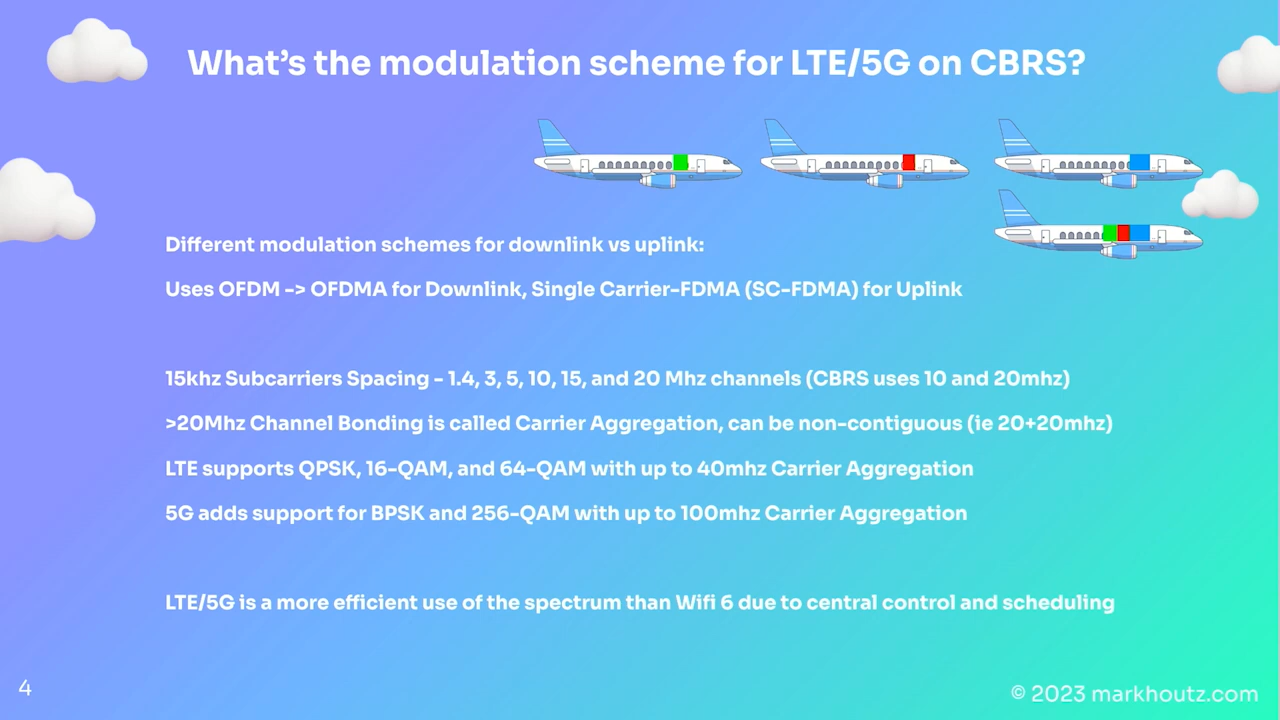 What’s the modulation scheme for LTE/5G on CBRS?
Different modulation schemes for downlink vs uplink:
Uses OFDM -> OFDMA for Downlink, Single Carrier-FDMA (SC-FDMA) for Uplink
15khz Subcarriers Spacing - 1.4, 3, 5, 10, 15, and 20 Mhz channels (CBRS uses 10 and 20mhz)
>20Mhz Channel Bonding is called Carrier Aggregation, can be non-contiguous (ie 20+20mhz)
LTE supports QPSK, 16-QAM, and 64-QAM with up to 40mhz Carrier Aggregation
5G adds support for BPSK and 256-QAM with up to 100mhz Carrier Aggregation
LTE/5G is a more efficient use of the spectrum than Wifi 6 due to central control and scheduling
4
© 2023 markhoutz.com